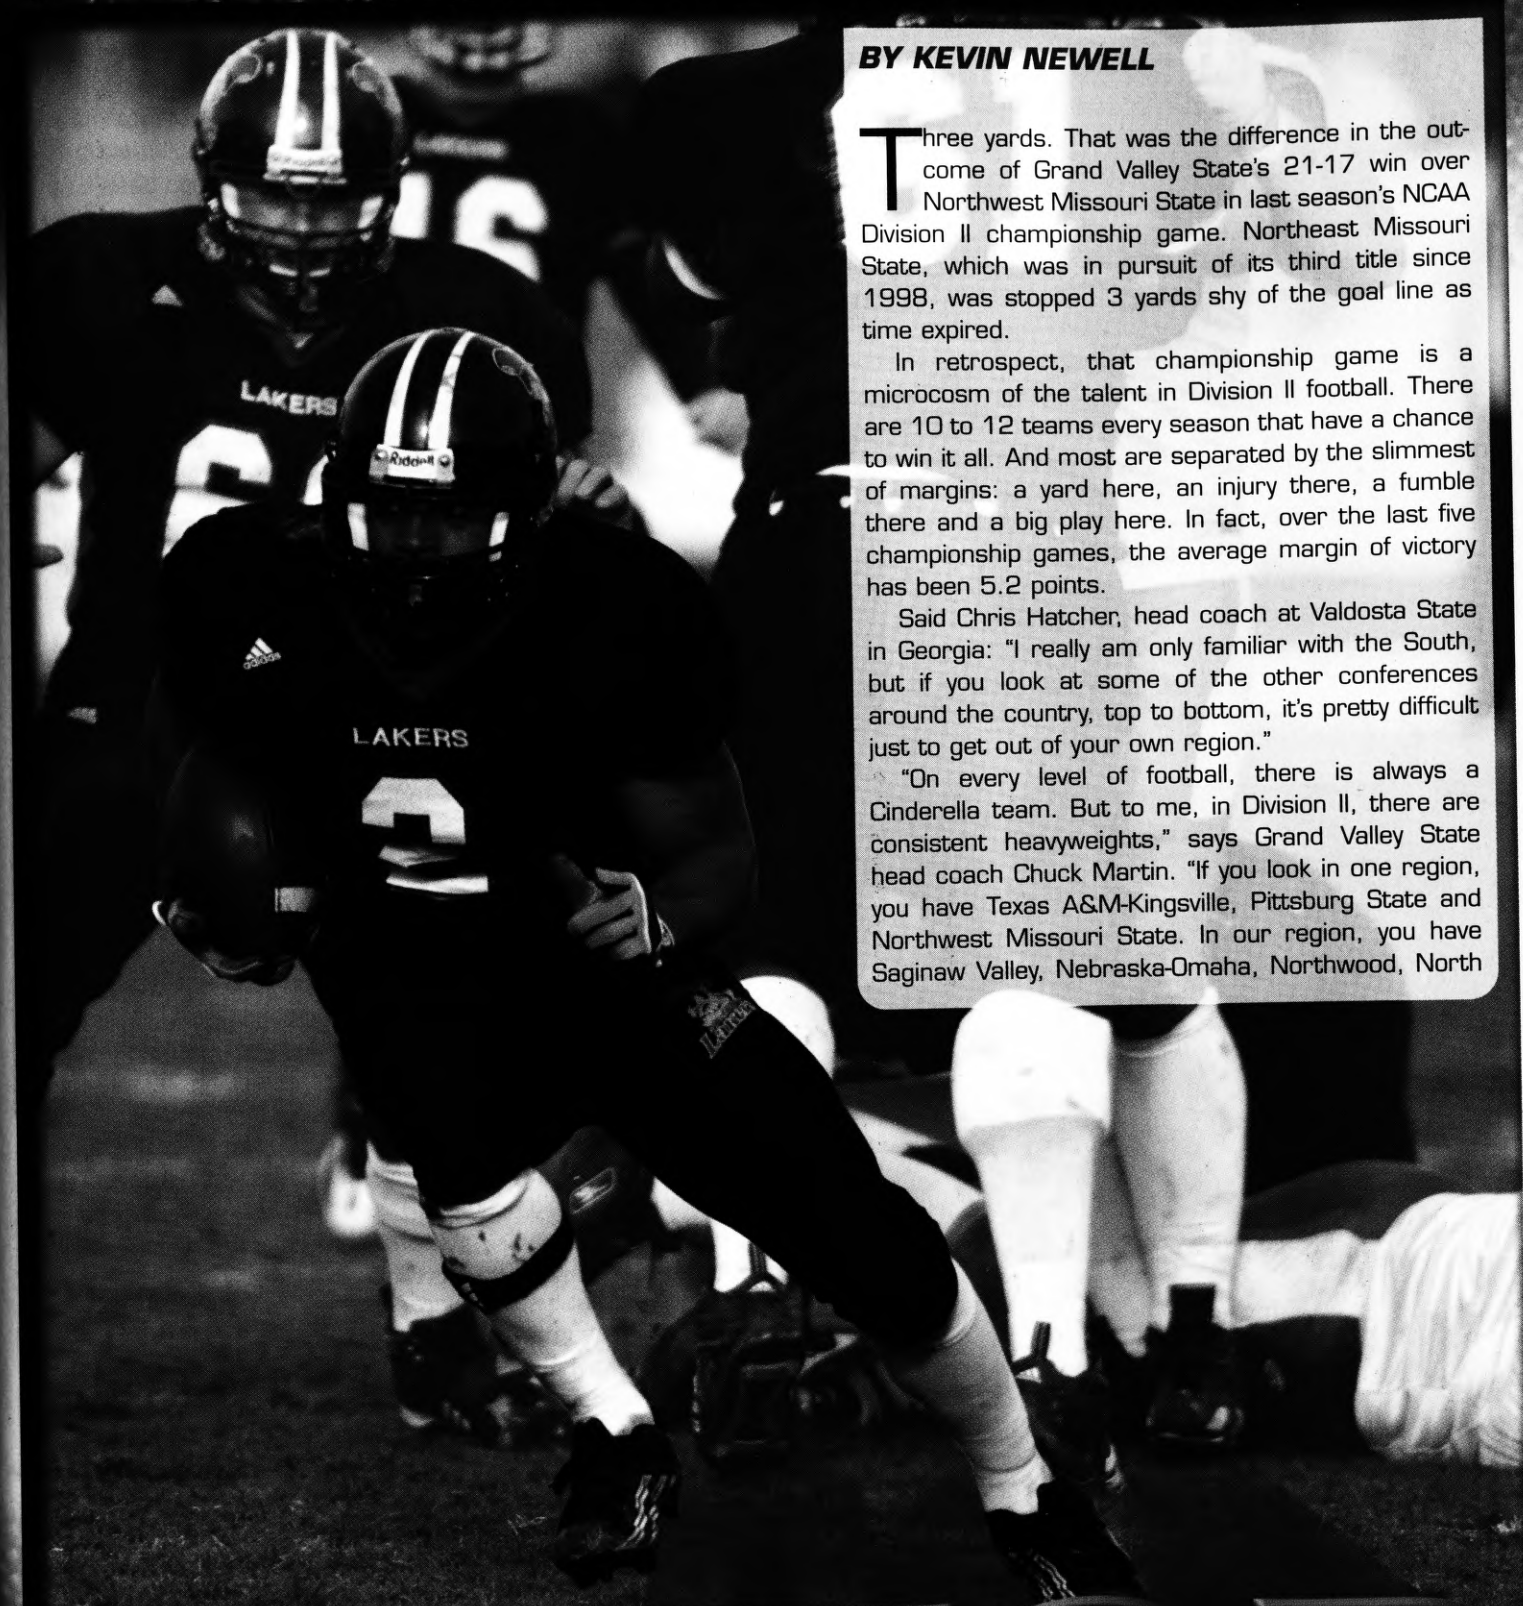 BY KEVIN NEWELL
Three yards. That was the difference in the out-
come of Grand Valley State's 21-17 win over
Northwest Missouri State in last season's NCAA
Division II championship game. Northeast Missouri
State, which was in pursuit of its third title since
1998, was stopped 3 yards shy of the goal line as
time expired.
In retrospect, that championship game is a
microcosm of the talent in Division II football. There
are 10 to 12 teams every season that have a chance
to win it all. And most are separated by the slimmest
of margins: a yard here, an injury there, a fumble
there and a big play here. In fact, over the last five
championship games, the average margin of victory
has been 5.2 points.
Said Chris Hatcher, head coach at Valdosta State
in Georgia: “I really am only familiar with the South,
but if you look at some of the other conferences
around the country, top to bottom, it's pretty difficult
just to get out of your own region.”
“On every level of football, there is always a
Cinderella team. But to me, in Division II, there are
consistent heavyweights,” says Grand Valley State
head coach Chuck Martin. “If you look in one region,
you have Texas A&M-Kingsville, Pittsburg State and
Northwest Missouri State. In our region, you have
Saginaw Valley, Nebraska-Omaha, Northwood, North
LAKERS
6
Riddell
adidas
LAKERS
2